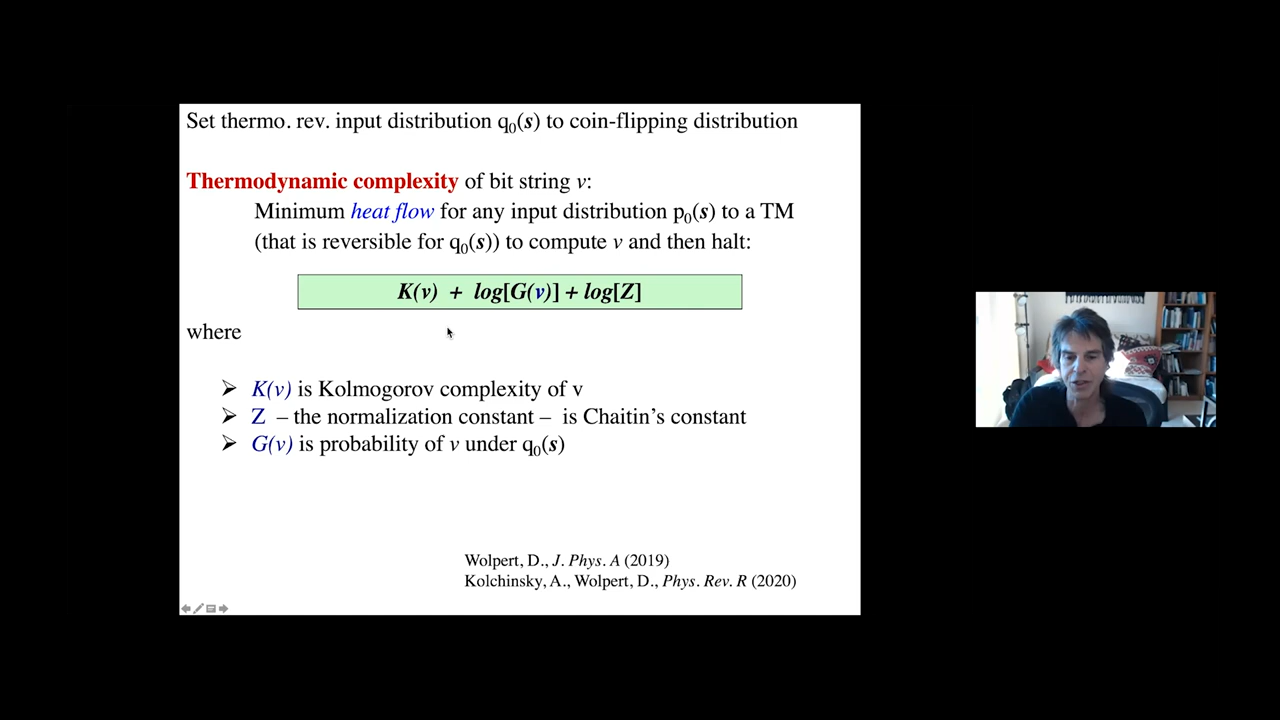 Set thermo. rev. input distribution q₀(s) to coin-flipping distribution
Thermodynamic complexity of bit string v:
Minimum heat flow for any input distribution p₀(s) to a TM
(that is reversible for q₀(s)) to compute v and then halt:
K(v) + log[G(v)] + log[Z]
where
➢ K(v) is Kolmogorov complexity of v
➢ Z – the normalization constant – is Chaitin's constant
➢ G(v) is probability of v under q₀(s)
Wolpert, D., J. Phys. A (2019)
Kolchinsky, A., Wolpert, D., Phys. Rev. R (2020)